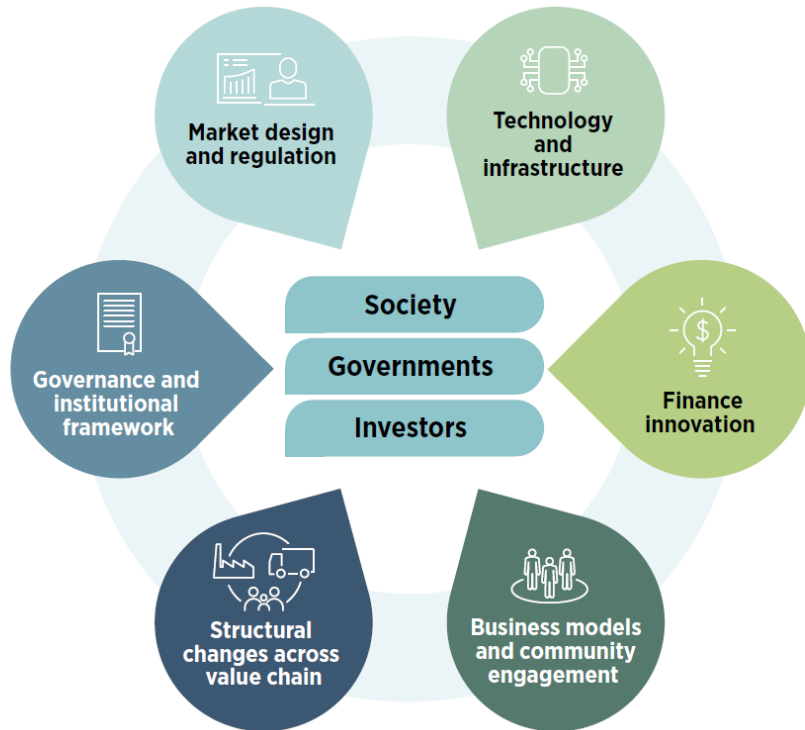 Market design
and regulation
Technology
and
infrastructure
Society
Governments
Investors
Governance and
institutional
framework
$
Finance
innovation
Structural
changes across
value chain
Business models
and community
engagement